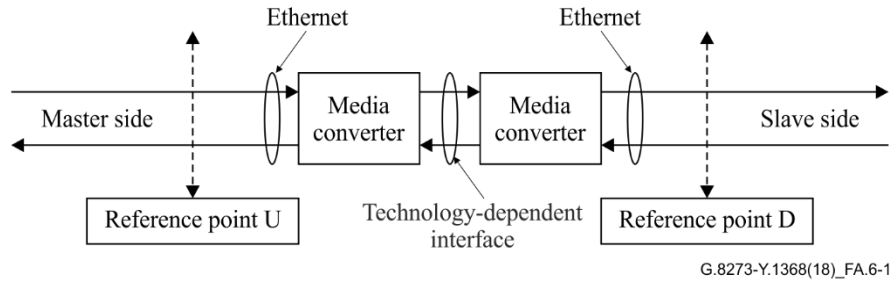 Ethernet
Ethernet
Master side
Media
converter
Media
converter
Slave side
Reference point U
Technology-dependent
interface
Reference point D
G.8273-Y.1368(18)_FA.6-1